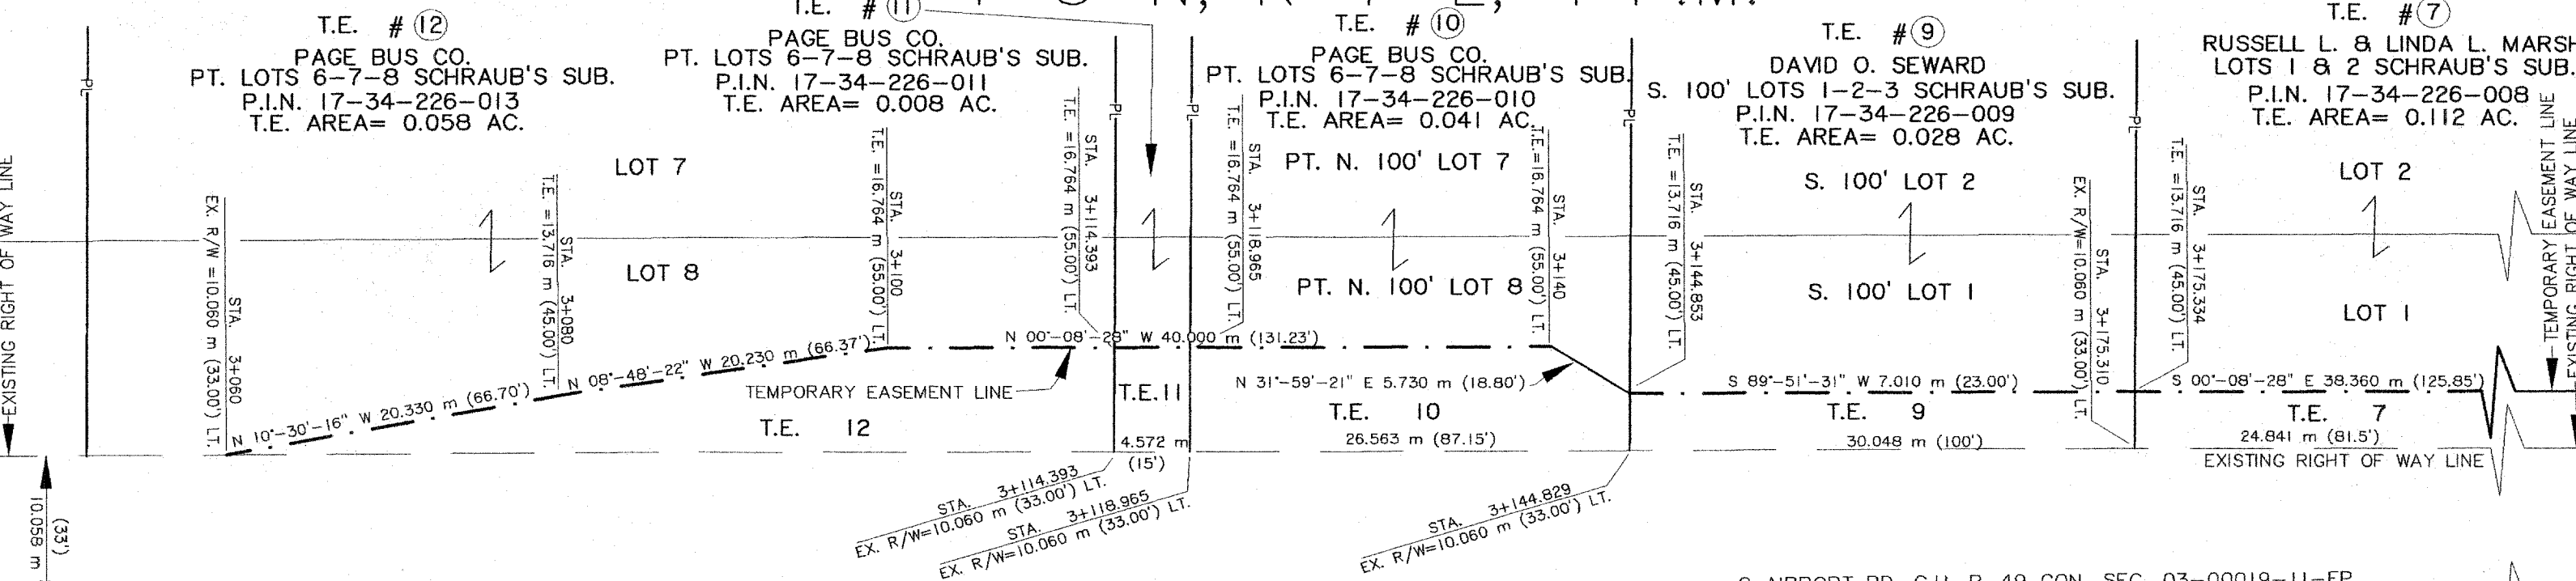 T.E. # 12
PAGE BUS CO.
PT. LOTS 6-7-8 SCHRAUB'S SUB.
P.I.N. 17-34-226-013
T.E. AREA= 0.058 AC.
T.E. # 11
PAGE BUS CO.
PT. LOTS 6-7-8 SCHRAUB'S SUB.
P.I.N. 17-34-226-011
T.E. AREA= 0.008 AC.
T.E. # 10
PAGE BUS CO.
PT. LOTS 6-7-8 SCHRAUB'S SUB.
P.I.N. 17-34-226-010
T.E. AREA= 0.041 AC.
T.E. # 9
DAVID O. SEWARD
S. 100' LOTS 1-2-3 SCHRAUB'S SUB.
P.I.N. 17-34-226-009
T.E. AREA= 0.028 AC.
T.E. # 7
RUSSELL L. & LINDA L. MARSH
LOTS 1 & 2 SCHRAUB'S SUB.
P.I.N. 17-34-226-008
T.E. AREA= 0.112 AC.
EXISTING RIGHT OF WAY LINE
PL
PL
PL
PL
PL
PL
LOT 7
LOT 8
PT. N. 100' LOT 7
PT. N. 100' LOT 8
S. 100' LOT 2
S. 100' LOT 1
LOT 2
LOT 1
STA. 3+060
EX. R/W =10.060 m (33.00') LT.
STA. 3+080
T.E. =13.716 m (45.00') LT.
STA. 3+100
T.E. =16.764 m (55.00') LT.
STA. 3+114.393
T.E. =16.764 m (55.00') LT.
STA. 3+118.965
T.E. =16.764 m (55.00') LT.
STA. 3+140
T.E.=16.764 m (55.00') LT.
STA. 3+144.853
T.E. =13.716 m (45.00') LT.
STA. 3+175.310
EX. R/W=10.060 m (33.00') LT.
STA. 3+175.334
T.E. =13.716 m (45.00') LT.
TEMPORARY EASEMENT LINE
EXISTING RIGHT OF WAY LINE
N 10°-30'-16" W 20.330 m (66.70')
N 08°-48'-22" W 20.230 m (66.37')
N 00°-08'-28" W 40.000 m (131.23')
N 31°-59'-21" E 5.730 m (18.80')
S 89°-51'-31" W 7.010 m (23.00')
S 00°-08'-28" E 38.360 m (125.85')
TEMPORARY EASEMENT LINE
T.E. 12
T.E. 11
T.E. 10
T.E. 9
T.E. 7
4.572 m
(15')
26.563 m (87.15')
30.048 m (100')
24.841 m (81.5')
EXISTING RIGHT OF WAY LINE
STA. 3+114.393
EX. R/W=10.060 m (33.00') LT.
STA. 3+118.965
EX. R/W=10.060 m (33.00') LT.
STA. 3+144.829
EX. R/W=10.060 m (33.00') LT.
(33')
10.058 m